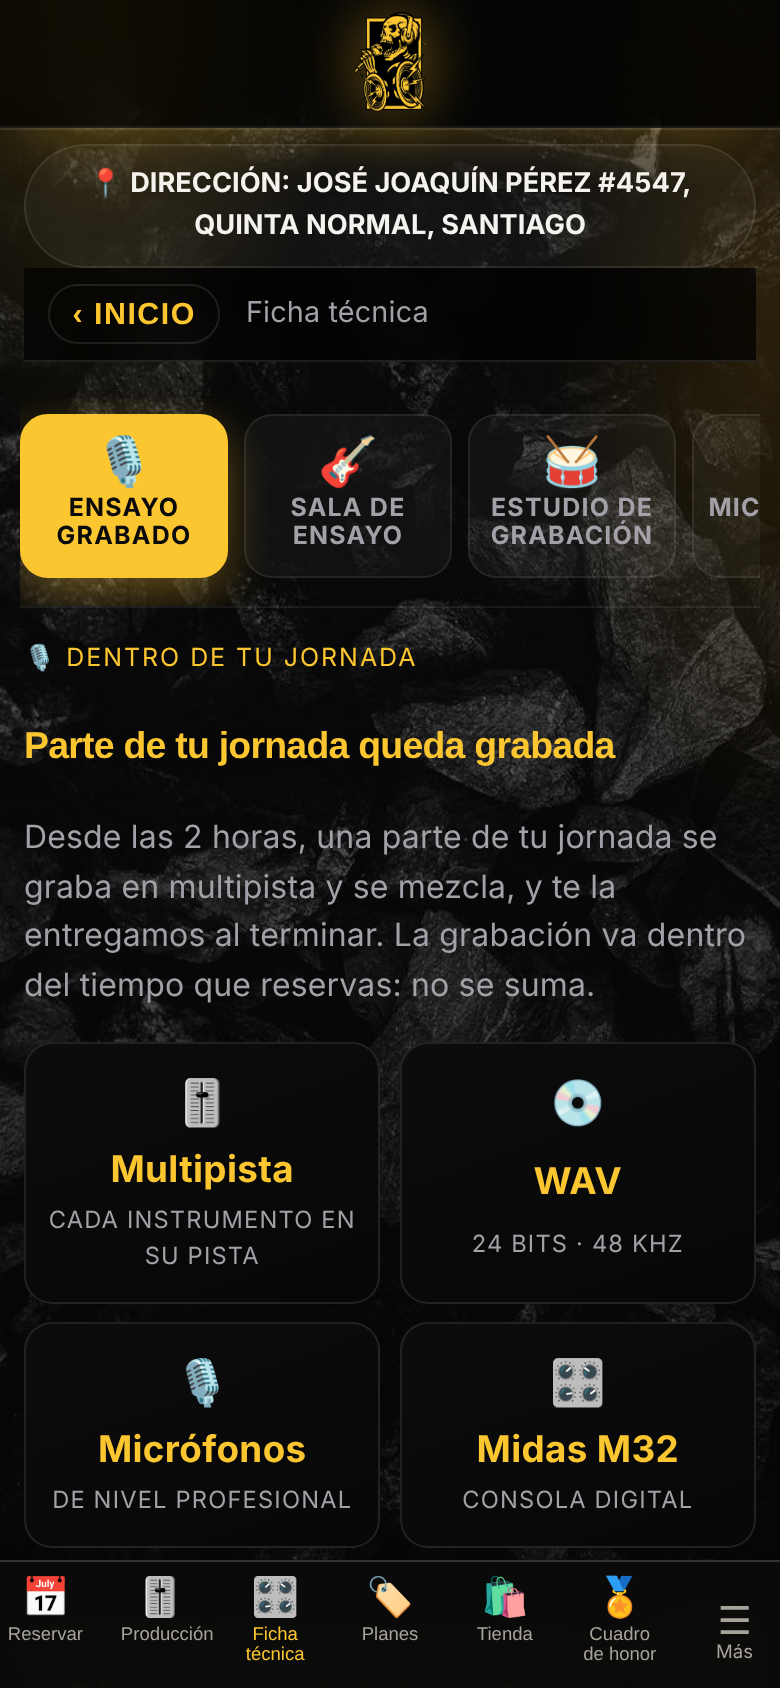 DIRECCIÓN: JOSÉ JOAQUÍN PÉREZ #4547,
QUINTA NORMAL, SANTIAGO
‹ INICIO
Ficha técnica
ENSAYO
GRABADO
SALA DE
ENSAYO
ESTUDIO DE
GRABACIÓN
MIC
DENTRO DE TU JORNADA
Parte de tu jornada queda grabada
Desde las 2 horas, una parte de tu jornada se
graba en multipista y se mezcla, y te la
entregamos al terminar. La grabación va dentro
del tiempo que reservas: no se suma.
Multipista
CADA INSTRUMENTO EN
SU PISTA
WAV
24 BITS · 48 KHZ
Micrófonos
DE NIVEL PROFESIONAL
Midas M32
CONSOLA DIGITAL
July
17
Reservar
Producción
Ficha
técnica
Planes
Tienda
Cuadro
de honor
Más